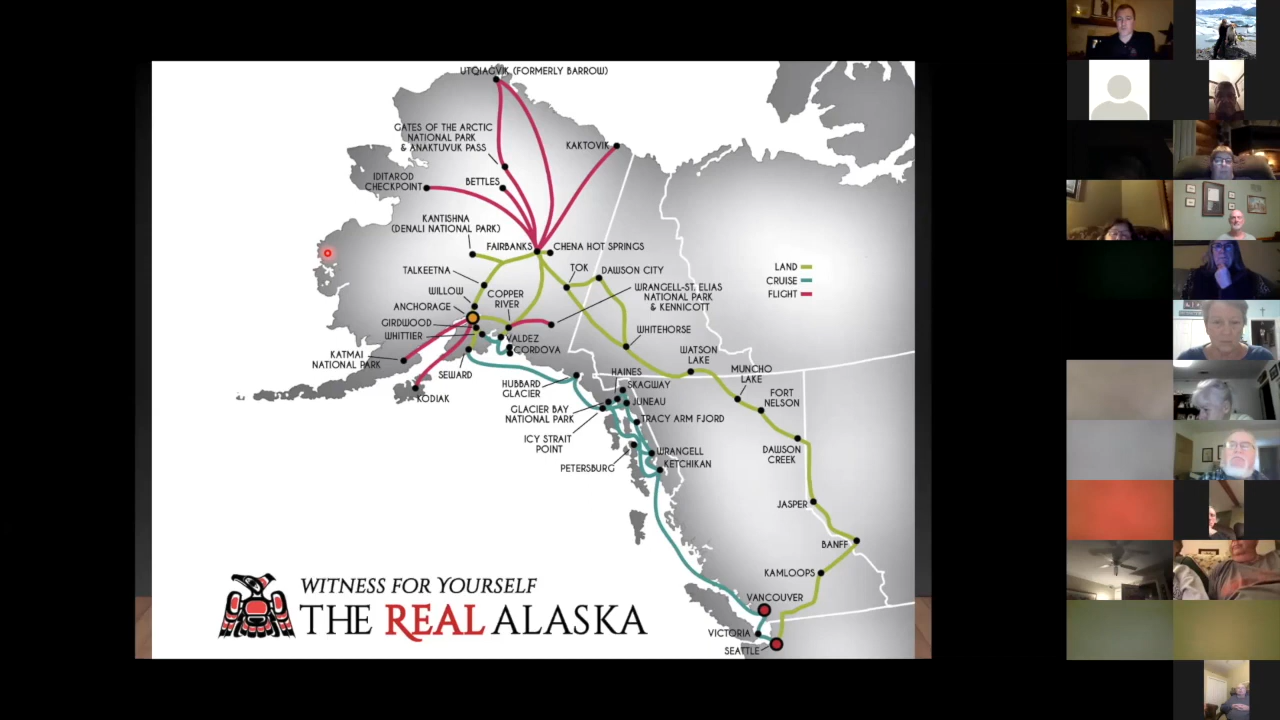 UTQIAGVIK (FORMERLY BARROW)
GATES OF THE ARCTIC
NATIONAL PARK
& ANAKTUVUK PASS
KAKTOVIK
IDITAROD
CHECKPOINT
BETTLES
KANTISHNA
(DENALI NATIONAL PARK)
FAIRBANKS
CHENA HOT SPRINGS
TALKEETNA
TOK
DAWSON CITY
LAND
CRUISE
FLIGHT
WILLOW
COPPER
RIVER
WRANGELL-ST. ELIAS
NATIONAL PARK
& KENNICOTT
ANCHORAGE
GIRDWOOD
WHITTIER
VALDEZ
CORDOVA
WHITEHORSE
KATMAI
NATIONAL PARK
SEWARD
WATSON
LAKE
KODIAK
HUBBARD
GLACIER
HAINES
SKAGWAY
JUNEAU
MUNCHO
LAKE
FORT
NELSON
GLACIER BAY
NATIONAL PARK
TRACY ARM FJORD
ICY STRAIT
POINT
WRANGELL
PETERSBURG
KETCHIKAN
DAWSON
CREEK
JASPER
BANFF
KAMLOOPS
VANCOUVER
VICTORIA
SEATTLE
WITNESS FOR YOURSELF
THE REAL ALASKA